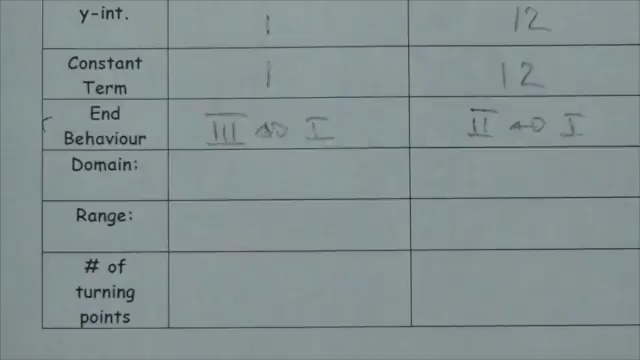 y-int. 1 12
Constant
Term 1 12
End
Behaviour III to I II to I
Domain:
Range:
# of
turning
points